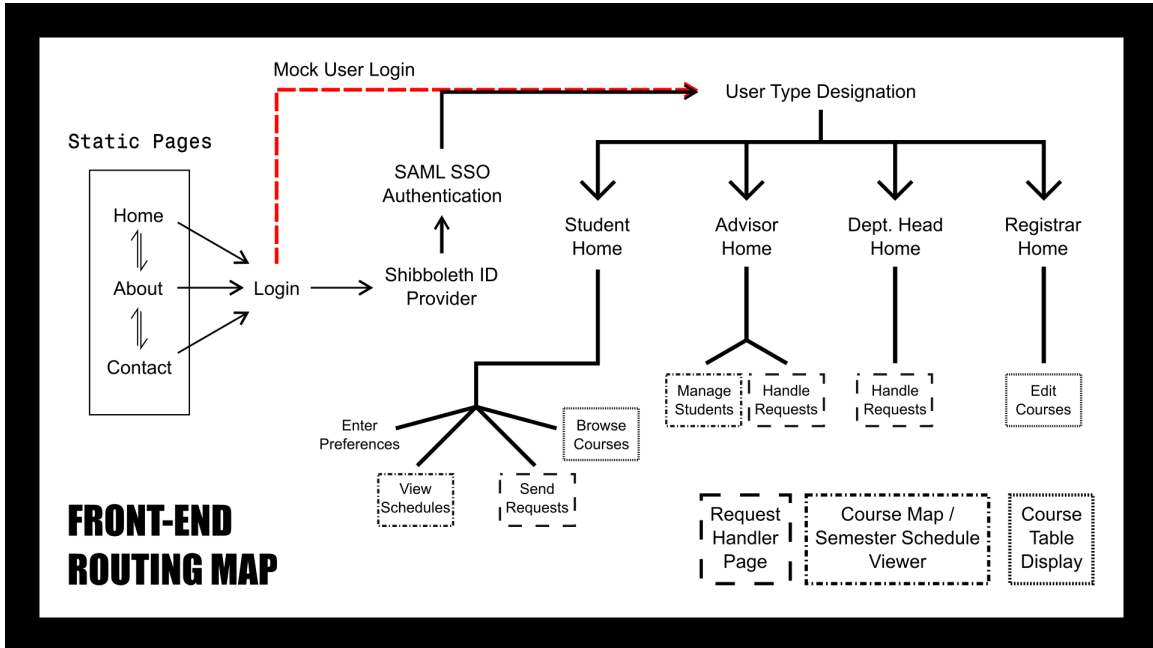 Mock User Login
User Type Designation
Static Pages
SAML SSO
Authentication
Home
About
Contact
Login
Shibboleth ID
Provider
Student
Home
Advisor
Home
Dept. Head
Home
Registrar
Home
Manage
Students
Handle
Requests
Handle
Requests
Edit
Courses
Enter
Preferences
View
Schedules
Send
Requests
Browse
Courses
FRONT-END
ROUTING MAP
Request
Handler
Page
Course Map /
Semester Schedule
Viewer
Course
Table
Display